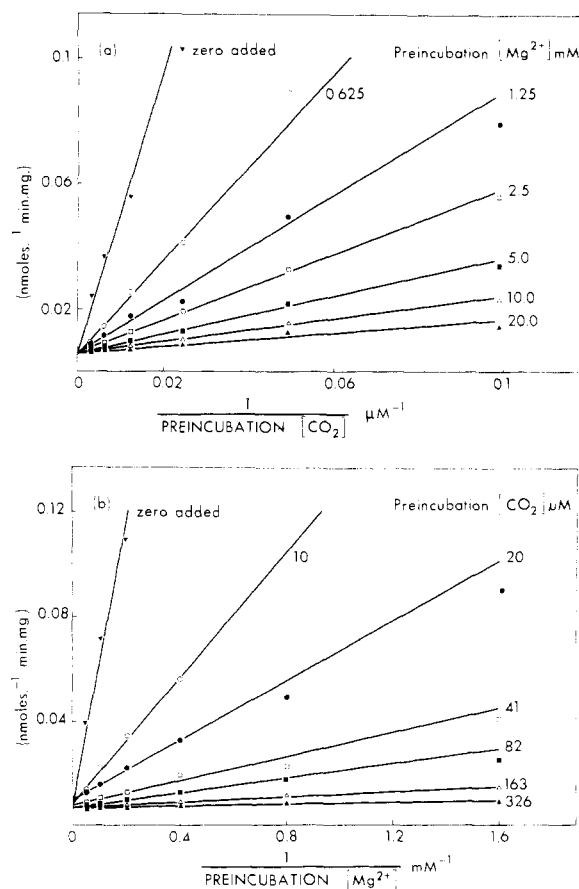 (a) zero added Preincubation [Mg2+] mM
0.1
0.625
1.25
0.06
2.5
5.0
0.02
10.0
20.0
(nmoles.-1 min.mg.)
0 0.02 0.06 0.1
1
PREINCUBATION [CO2] μM-1
(b) zero added Preincubation [CO2] μM
0.12
10
20
0.08
41
0.04
82
163
326
(nmoles.-1 min.mg)
0 0.4 0.8 1.2 1.6
1
PREINCUBATION [Mg2+] mM-1